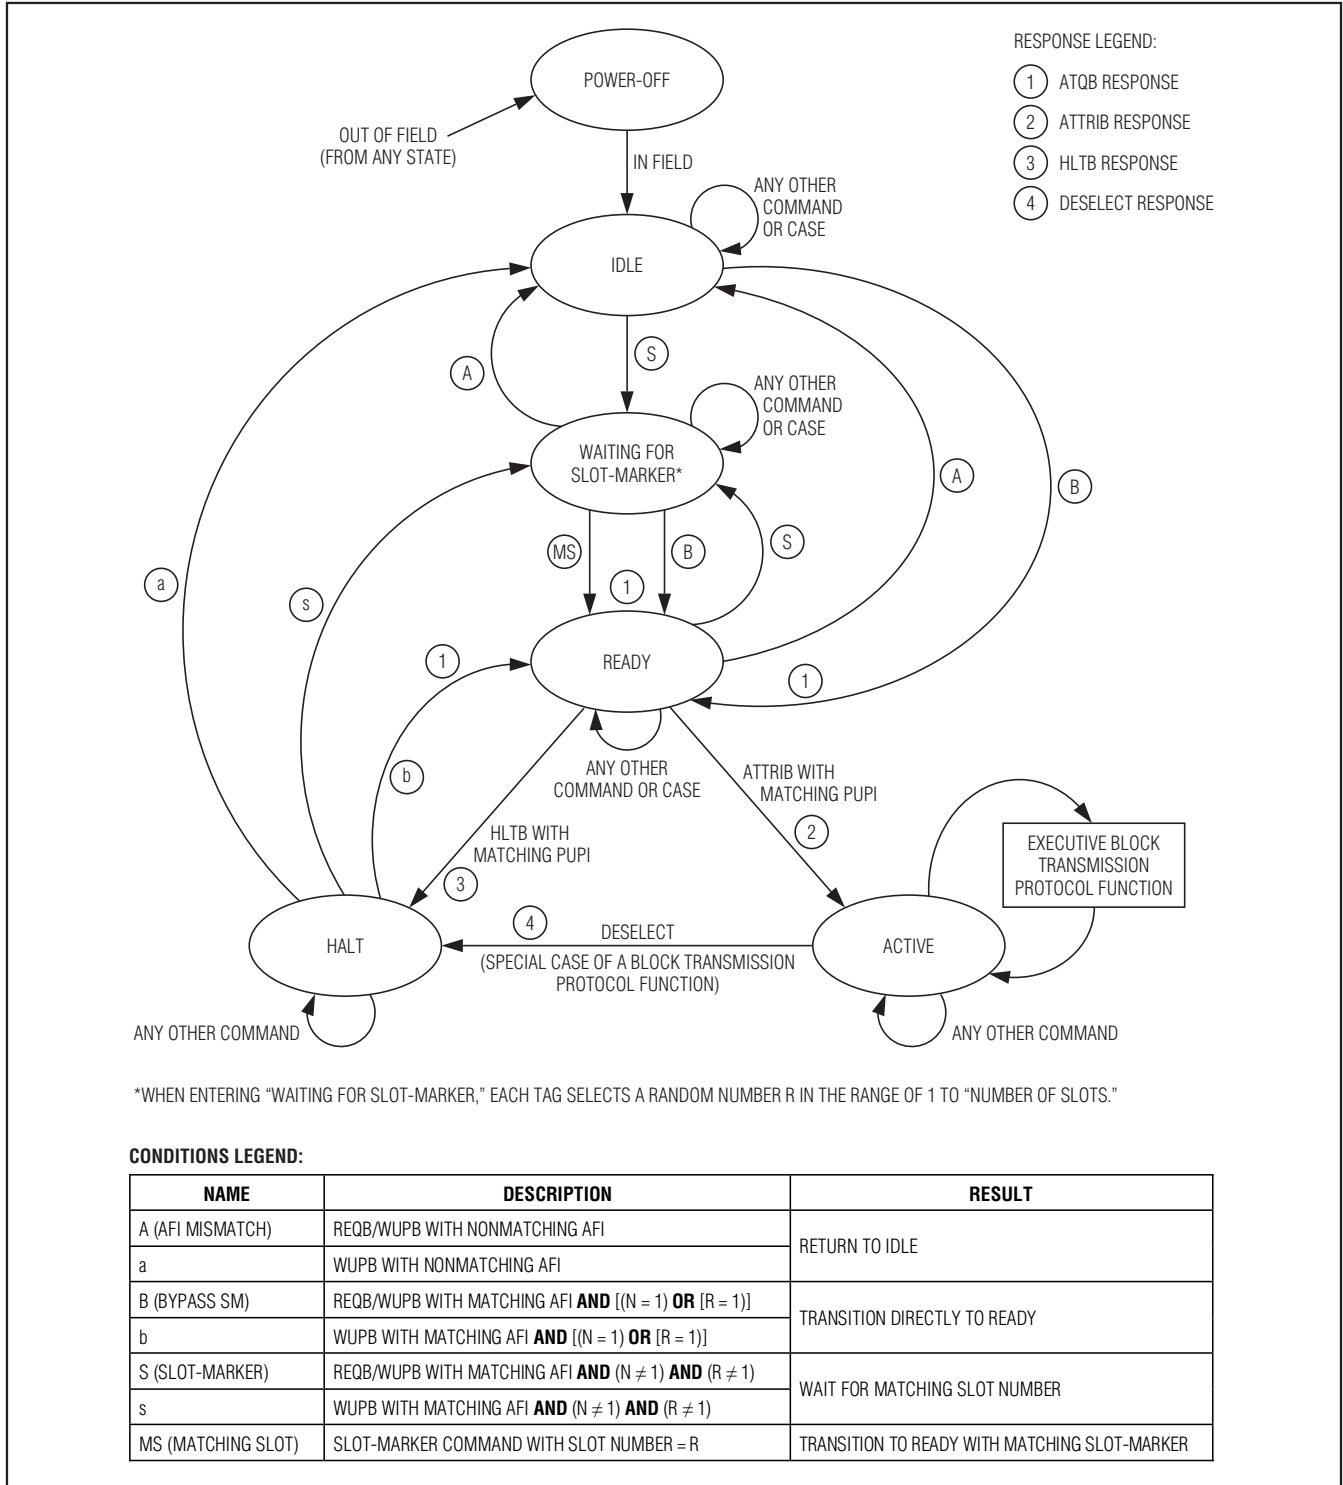 RESPONSE LEGEND:
1 ATQB RESPONSE
2 ATTRIB RESPONSE
3 HLTB RESPONSE
4 DESELECT RESPONSE
POWER-OFF
OUT OF FIELD
(FROM ANY STATE)
IN FIELD
ANY OTHER
COMMAND
OR CASE
IDLE
S
A
ANY OTHER
COMMAND
OR CASE
WAITING FOR
SLOT-MARKER*
A
B
MS
B
S
1
a
s
1
READY
1
b
ANY OTHER
COMMAND OR CASE
ATTRIB WITH
MATCHING PUPI
2
HLTB WITH
MATCHING PUPI
3
EXECUTIVE BLOCK
TRANSMISSION
PROTOCOL FUNCTION
4
DESELECT
(SPECIAL CASE OF A BLOCK TRANSMISSION
PROTOCOL FUNCTION)
HALT
ACTIVE
ANY OTHER COMMAND
ANY OTHER COMMAND
*WHEN ENTERING “WAITING FOR SLOT-MARKER,” EACH TAG SELECTS A RANDOM NUMBER R IN THE RANGE OF 1 TO “NUMBER OF SLOTS.”
CONDITIONS LEGEND:
NAME DESCRIPTION RESULT
A (AFI MISMATCH) REQB/WUPB WITH NONMATCHING AFI
RETURN TO IDLE
a WUPB WITH NONMATCHING AFI
B (BYPASS SM) REQB/WUPB WITH MATCHING AFI AND [(N = 1) OR [R = 1)]
TRANSITION DIRECTLY TO READY
b WUPB WITH MATCHING AFI AND [(N = 1) OR [R = 1)]
S (SLOT-MARKER) REQB/WUPB WITH MATCHING AFI AND (N ≠ 1) AND (R ≠ 1)
WAIT FOR MATCHING SLOT NUMBER
s WUPB WITH MATCHING AFI AND (N ≠ 1) AND (R ≠ 1)
MS (MATCHING SLOT) SLOT-MARKER COMMAND WITH SLOT NUMBER = R TRANSITION TO READY WITH MATCHING SLOT-MARKER